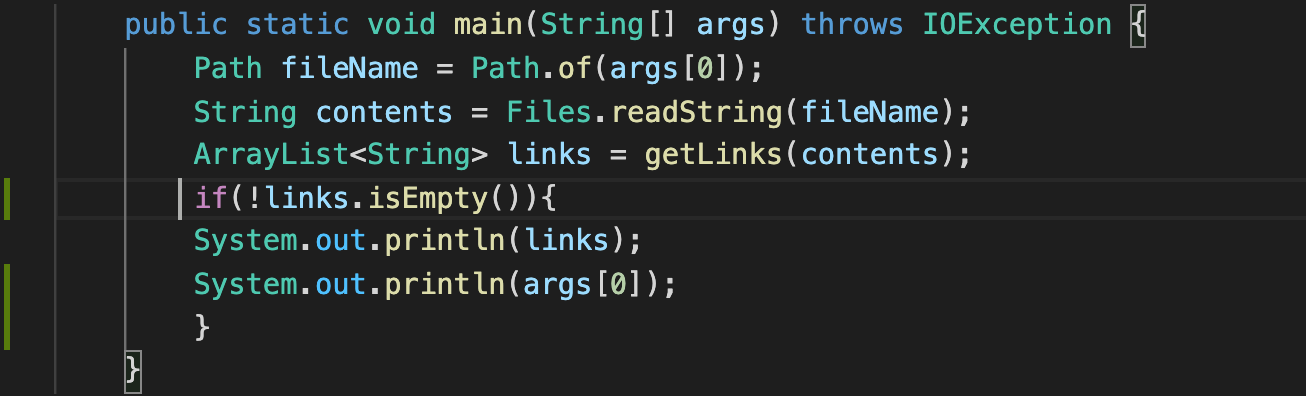 public static void main(String[] args) throws IOException {
Path fileName = Path.of(args[0]);
String contents = Files.readString(fileName);
ArrayList<String> links = getLinks(contents);
if(!links.isEmpty()){
System.out.println(links);
System.out.println(args[0]);
}
}